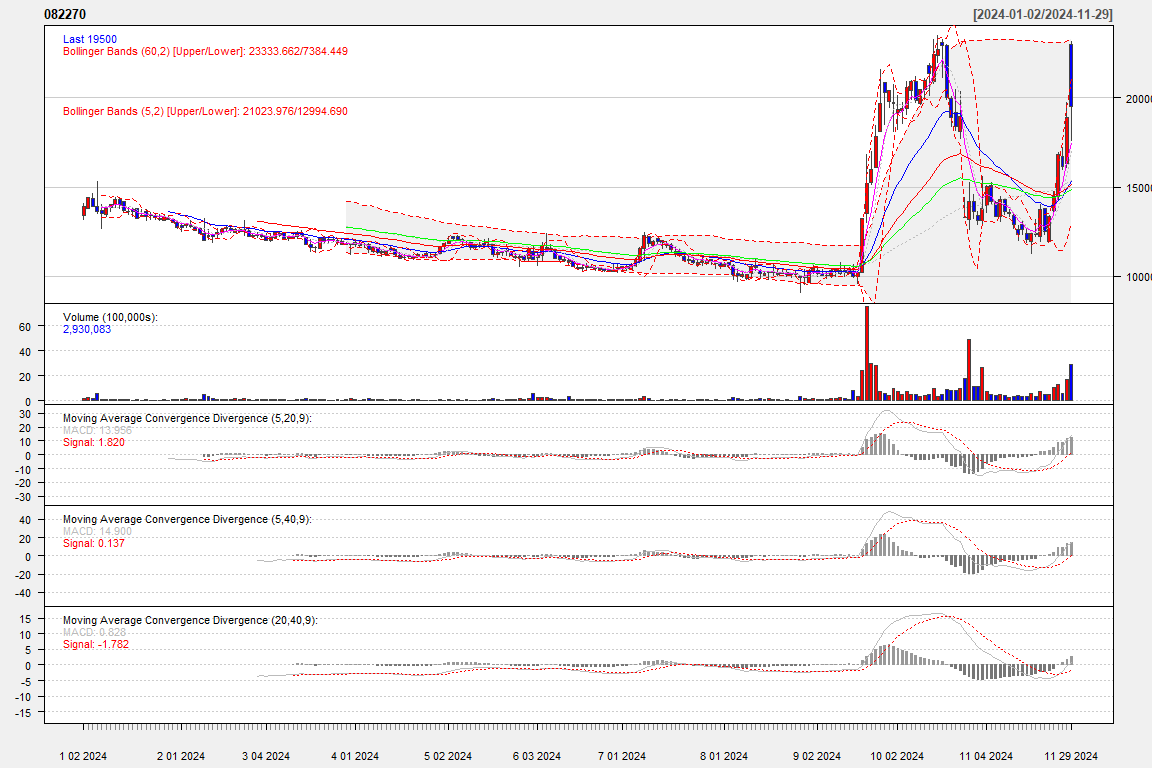 082270 [2024-01-02/2024-11-29]
Last 19500
Bollinger Bands (60,2) [Upper/Lower]: 23333.662/7384.449
Bollinger Bands (5,2) [Upper/Lower]: 21023.976/12994.690
20000
15000
10000
Volume (100,000s):
2,930,083
60
40
20
0
Moving Average Convergence Divergence (5,20,9):
MACD: 13.956
Signal: 1.820
30
20
10
0
-10
-20
-30
Moving Average Convergence Divergence (5,40,9):
MACD: 14.900
Signal: 0.137
40
20
0
-20
-40
Moving Average Convergence Divergence (20,40,9):
MACD: 0.828
Signal: -1.782
15
10
5
0
-5
-10
-15
1 02 2024 2 01 2024 3 04 2024 4 01 2024 5 02 2024 6 03 2024 7 01 2024 8 01 2024 9 02 2024 10 02 2024 11 04 2024 11 29 2024